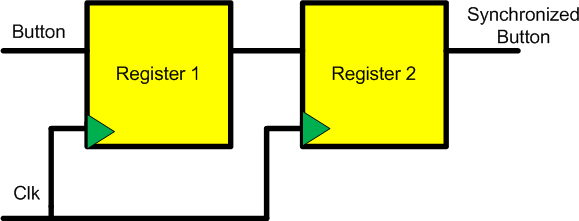 Button
Register 1
Register 2
Synchronized
Button
Clk